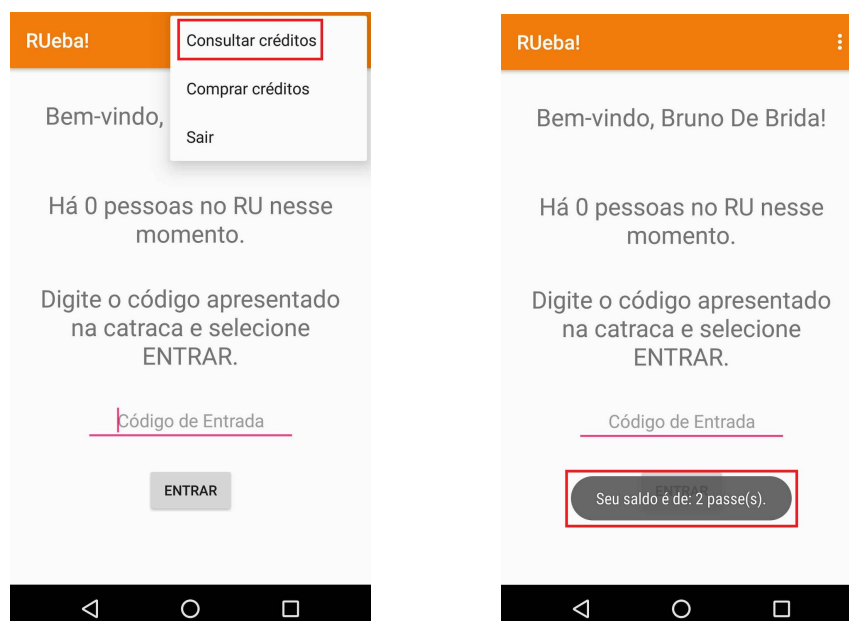 RUeba!
Consultar créditos
Comprar créditos
Sair
Bem-vindo,
Há 0 pessoas no RU nesse
momento.
Digite o código apresentado
na catraca e selecione
ENTRAR.
Código de Entrada
ENTRAR
RUeba!
Bem-vindo, Bruno De Brida!
Há 0 pessoas no RU nesse
momento.
Digite o código apresentado
na catraca e selecione
ENTRAR.
Código de Entrada
ENTRAR
Seu saldo é de: 2 passe(s).